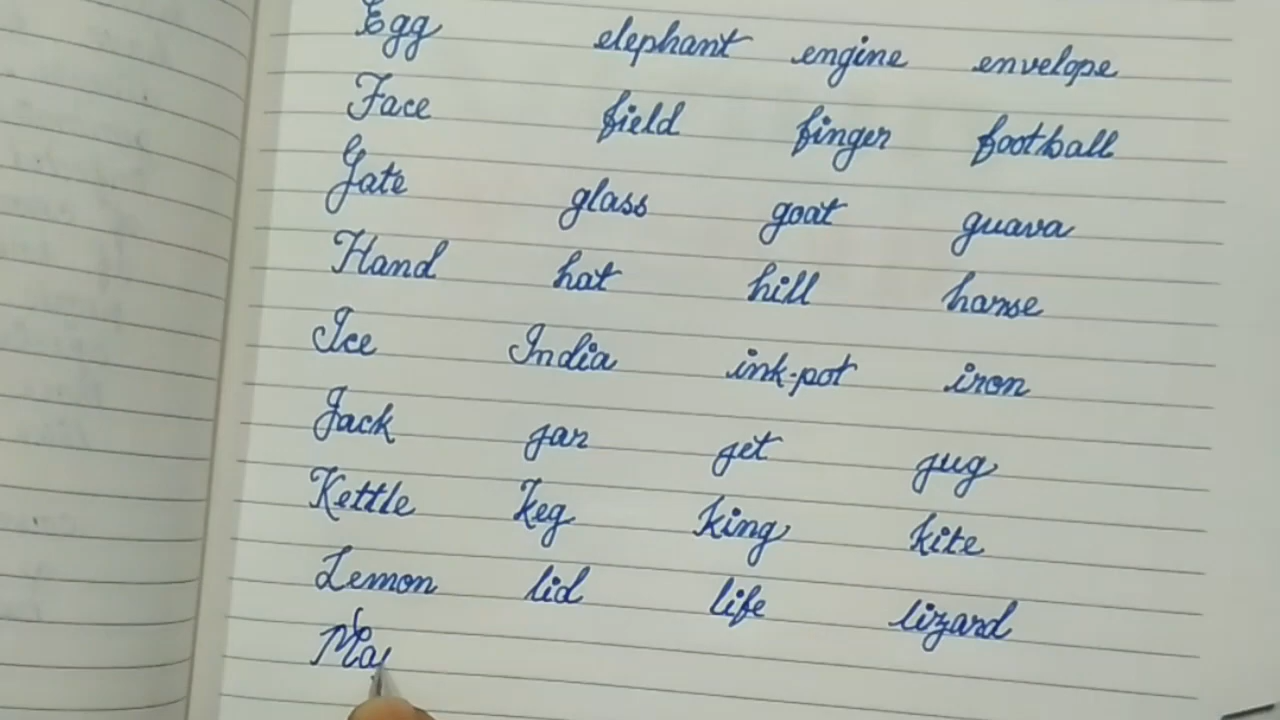 Egg elephant engine envelope
Face field finger football
Gate glass goat guava
Hand hat hill horse
Ice India ink-pot iron
Jack jar jet jug
Kettle keg king kite
Lemon lid life lizard
Ma